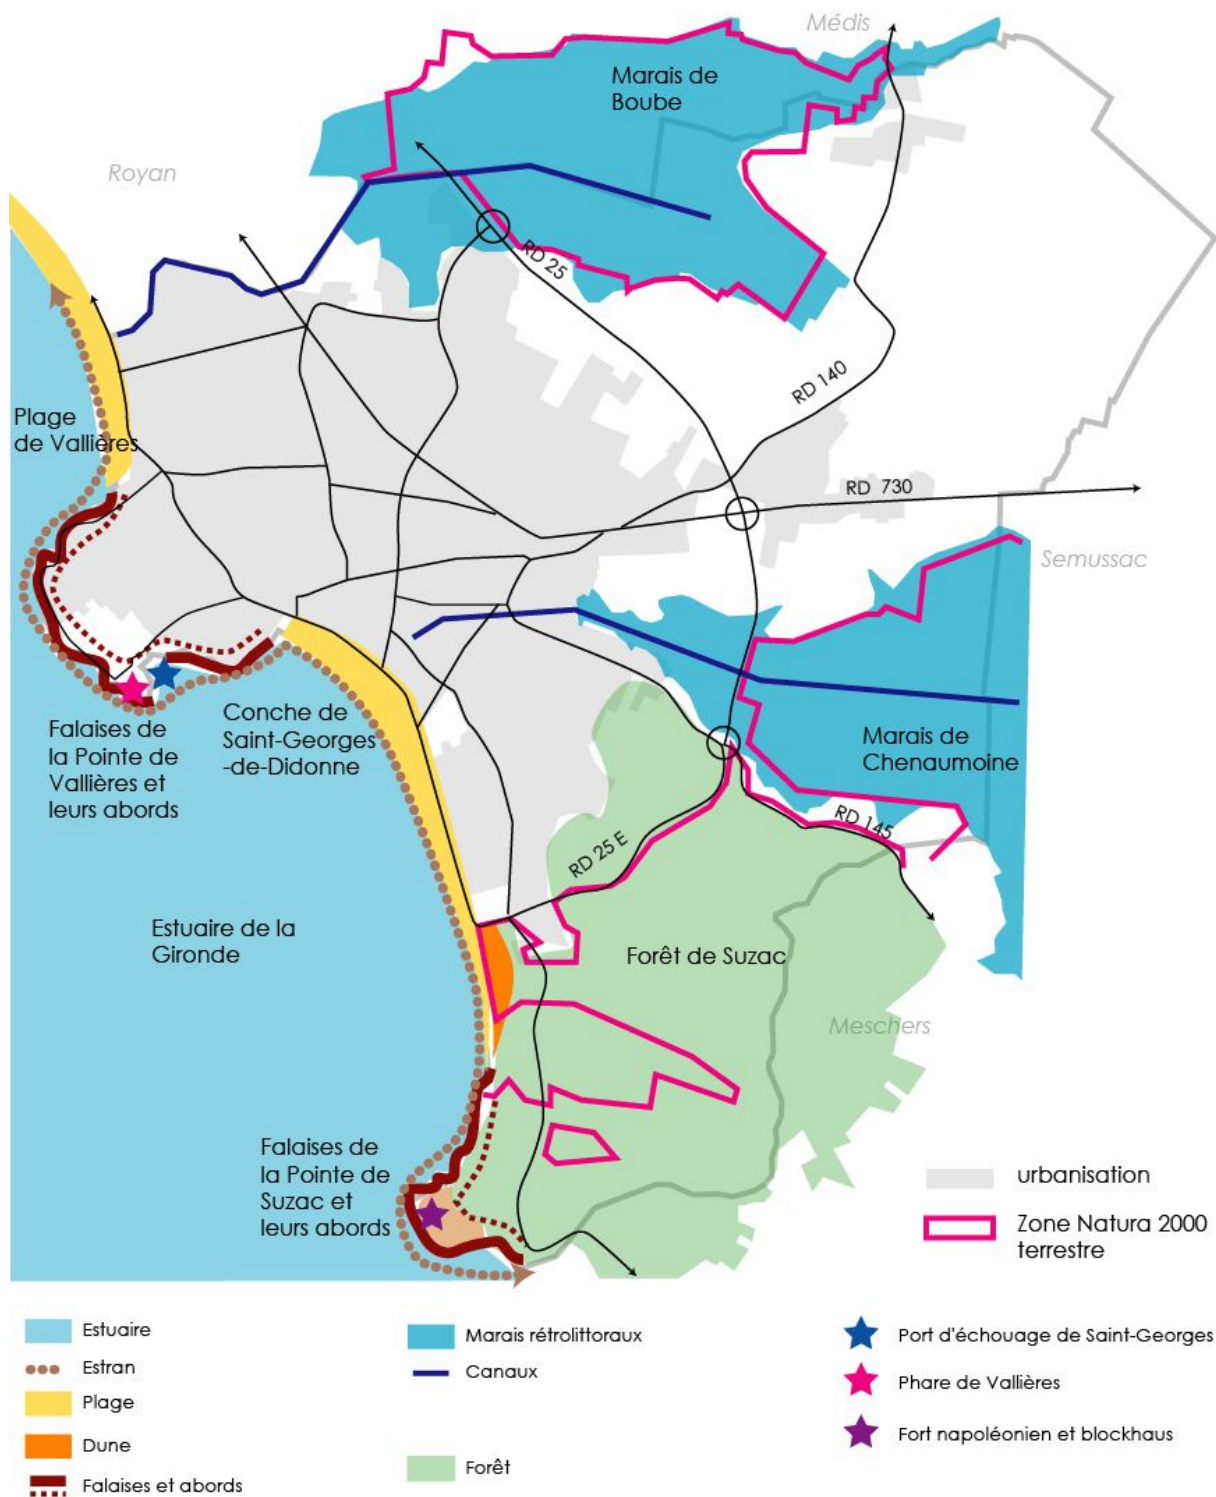 Médis
Marais de
Boube
Royan
RD 25
RD 140
Plage
de Vallières
RD 730
Semussac
Falaises de
la Pointe de
Vallières et
leurs abords
Conche de
Saint-Georges
-de-Didonne
Marais de
Chenaumoine
RD 145
RD 25 E
Estuaire de la
Gironde
Forêt de Suzac
Meschers
Falaises de
la Pointe de
Suzac et
leurs abords
urbanisation
Zone Natura 2000
terrestre
Estuaire
Estran
Plage
Dune
Falaises et abords
Marais rétrolittoraux
Canaux
Forêt
Port d'échouage de Saint-Georges
Phare de Vallières
Fort napoléonien et blockhaus